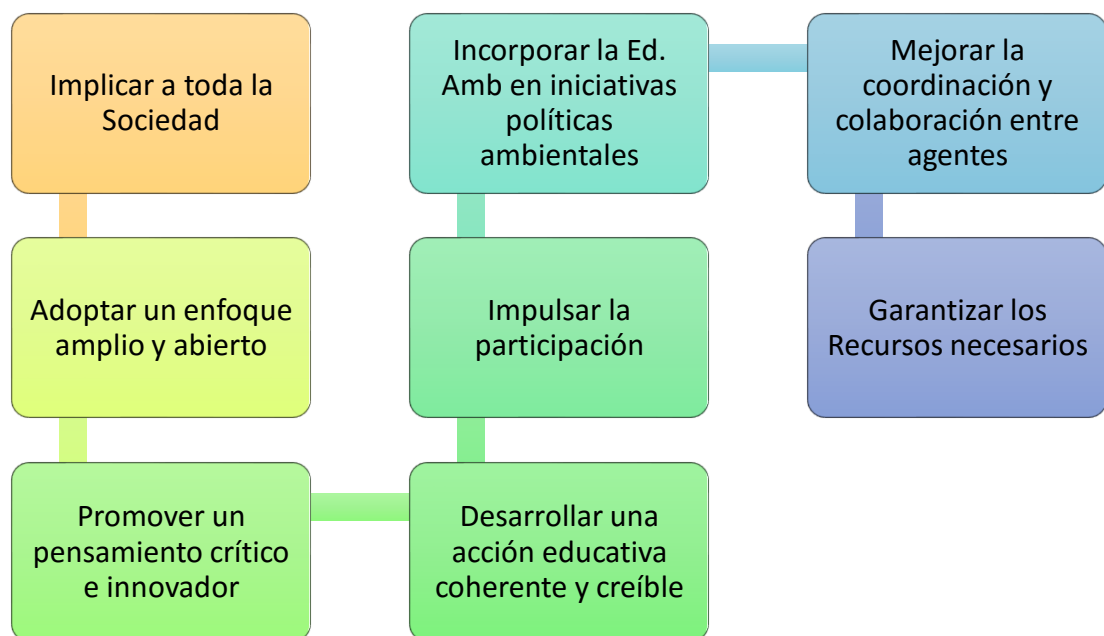 Implicar a toda la
Sociedad
Adoptar un enfoque
amplio y abierto
Promover un
pensamiento crítico
e innovador
Desarrollar una
acción educativa
coherente y creíble
Impulsar la
participación
Incorporar la Ed.
Amb en iniciativas
políticas
ambientales
Mejorar la
coordinación y
colaboración entre
agentes
Garantizar los
Recursos necesarios